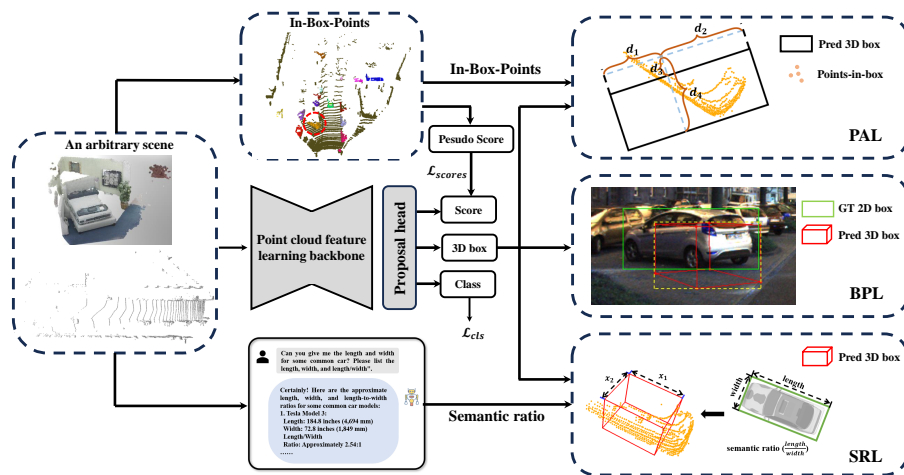 In-Box-Points
An arbitrary scene
In-Box-Points
Pesudo Score
ℒscores
Point cloud feature
learning backbone
Proposal head
Score
3D box
Class
ℒcls
Can you give me the length and width
for some common car? Please list the
length, width, and length/width".
Certainly! Here are the approximate
length, width, and length-to-width
ratios for some common car models:
1. Tesla Model 3:
Length: 184.8 inches (4,694 mm)
Width: 72.8 inches (1,849 mm)
Length/Width
Ratio: Approximately 2.54:1
......
Semantic ratio
d1
d2
d3
d4
Pred 3D box
Points-in-box
PAL
GT 2D box
Pred 3D box
BPL
Pred 3D box
x2
x1
width
length
semantic ratio (length/width)
SRL